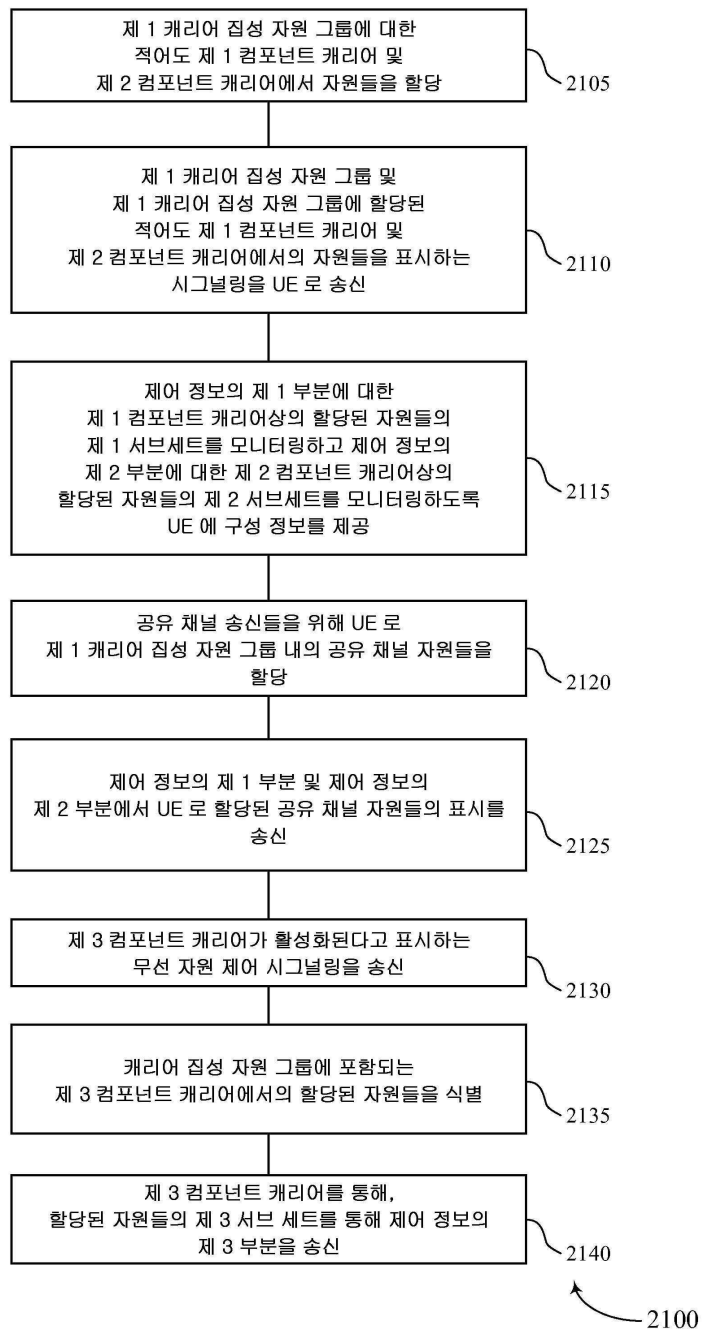 제 1 캐리어 집성 자원 그룹에 대한
적어도 제 1 컴포넌트 캐리어 및
제 2 컴포넌트 캐리어에서 자원들을 할당
2105
제 1 캐리어 집성 자원 그룹 및
제 1 캐리어 집성 자원 그룹에 할당된
적어도 제 1 컴포넌트 캐리어 및
제 2 컴포넌트 캐리어에서의 자원들을 표시하는
시그널링을 UE 로 송신
2110
제어 정보의 제 1 부분에 대한
제 1 컴포넌트 캐리어상의 할당된 자원들의
제 1 서브세트를 모니터링하고 제어 정보의
제 2 부분에 대한 제 2 컴포넌트 캐리어상의
할당된 자원들의 제 2 서브세트를 모니터링하도록
UE 에 구성 정보를 제공
2115
공유 채널 송신들을 위해 UE 로
제 1 캐리어 집성 자원 그룹 내의 공유 채널 자원들을
할당
2120
제어 정보의 제 1 부분 및 제어 정보의
제 2 부분에서 UE 로 할당된 공유 채널 자원들의 표시를
송신
2125
제 3 컴포넌트 캐리어가 활성화된다고 표시하는
무선 자원 제어 시그널링을 송신
2130
캐리어 집성 자원 그룹에 포함되는
제 3 컴포넌트 캐리어에서의 할당된 자원들을 식별
2135
제 3 컴포넌트 캐리어를 통해,
할당된 자원들의 제 3 서브 세트를 통해 제어 정보의
제 3 부분을 송신
2140
2100